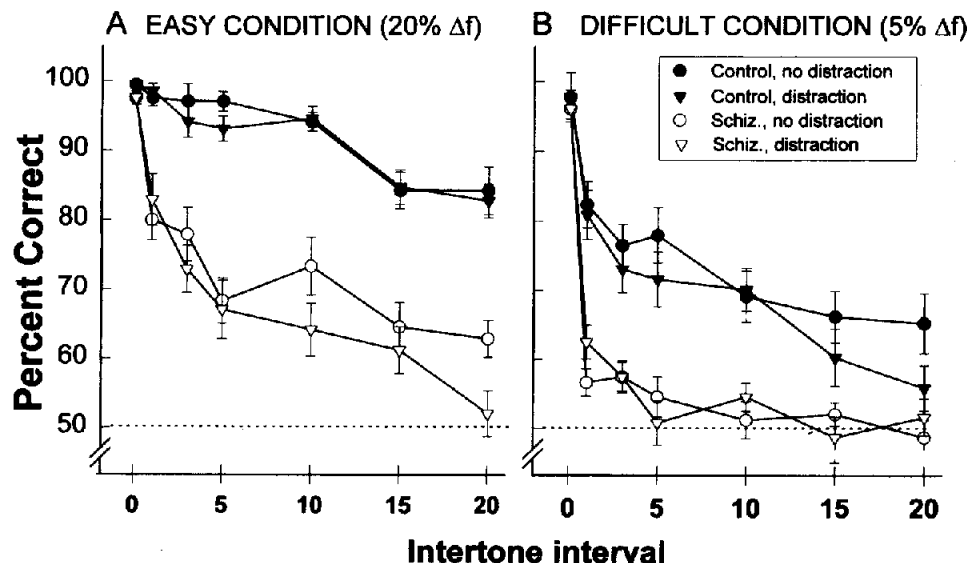 A EASY CONDITION (20% Δf)
B DIFFICULT CONDITION (5% Δf)
Control, no distraction
Control, distraction
Schiz., no distraction
Schiz., distraction
Percent Correct
100
90
80
70
60
50
0 5 10 15 20
0 5 10 15 20
Intertone interval